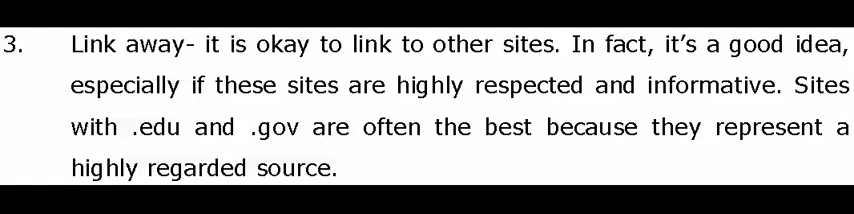 3. Link away- it is okay to link to other sites. In fact, it’s a good idea,
especially if these sites are highly respected and informative. Sites
with .edu and .gov are often the best because they represent a
highly regarded source.